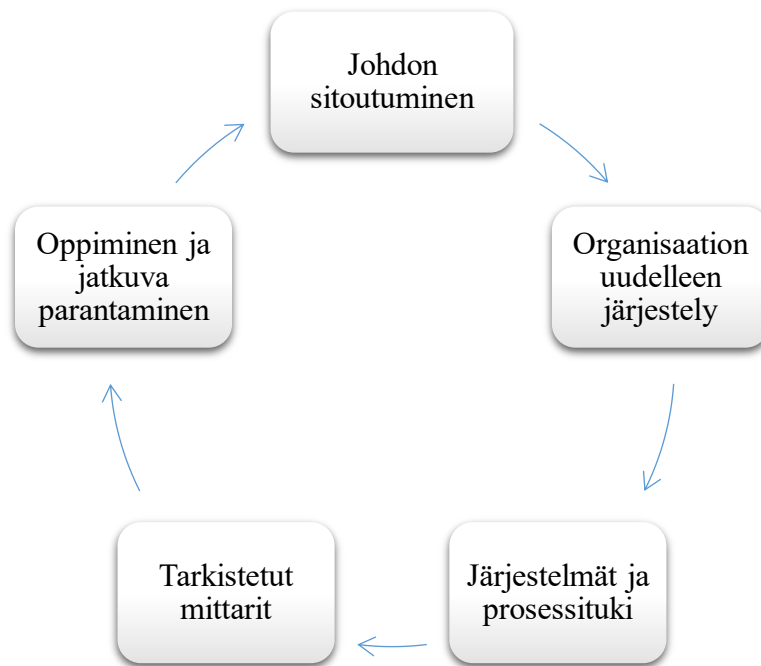 Johdon
sitoutuminen
Organisaation
uudelleen
järjestely
Järjestelmät ja
prosessituki
Tarkistetut
mittarit
Oppiminen ja
jatkuva
parantaminen